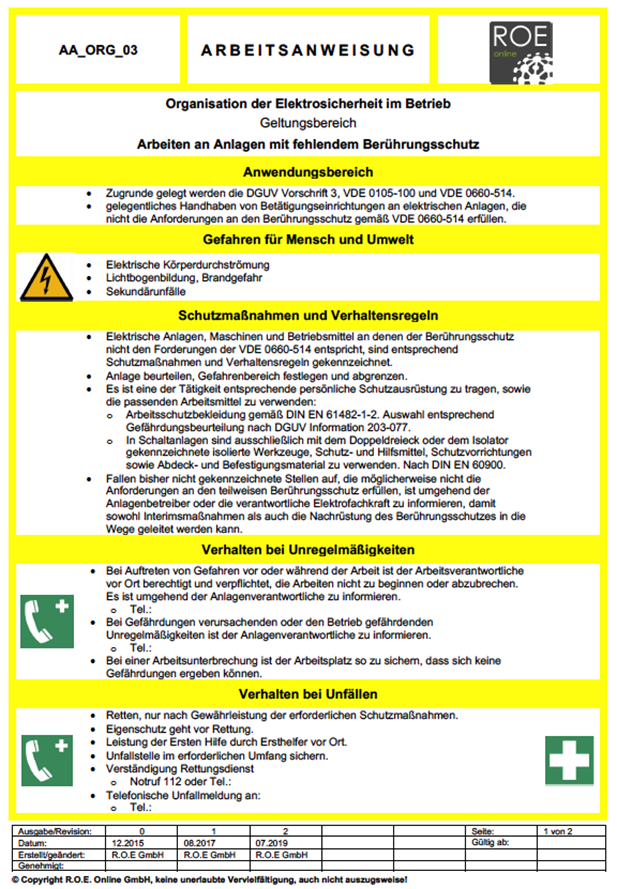 AA_ORG_03
ARBEITSANWEISUNG
ROE
online
Organisation der Elektrosicherheit im Betrieb
Geltungsbereich
Arbeiten an Anlagen mit fehlendem Berührungsschutz
Anwendungsbereich
• Zugrunde gelegt werden die DGUV Vorschrift 3, VDE 0105-100 und VDE 0660-514.
• gelegentliches Handhaben von Betätigungseinrichtungen an elektrischen Anlagen, die
nicht die Anforderungen an den Berührungsschutz gemäß VDE 0660-514 erfüllen.
Gefahren für Mensch und Umwelt
• Elektrische Körperdurchströmung
• Lichtbogenbildung, Brandgefahr
• Sekundärunfälle
Schutzmaßnahmen und Verhaltensregeln
• Elektrische Anlagen, Maschinen und Betriebsmittel an denen der Berührungsschutz
nicht den Forderungen der VDE 0660-514 entspricht, sind entsprechend
Schutzmaßnahmen und Verhaltensregeln gekennzeichnet.
• Anlage beurteilen, Gefahrenbereich festlegen und abgrenzen.
• Es ist eine der Tätigkeit entsprechende persönliche Schutzausrüstung zu tragen, sowie
die passenden Arbeitsmittel zu verwenden:
o Arbeitsschutzbekleidung gemäß DIN EN 61482-1-2. Auswahl entsprechend
Gefährdungsbeurteilung nach DGUV Information 203-077.
o In Schaltanlagen sind ausschließlich mit dem Doppeldreieck oder dem Isolator
gekennzeichnete isolierte Werkzeuge, Schutz- und Hilfsmittel, Schutzvorrichtungen
sowie Abdeck- und Befestigungsmaterial zu verwenden. Nach DIN EN 60900.
• Fallen bisher nicht gekennzeichnete Stellen auf, die möglicherweise nicht die
Anforderungen an den teilweisen Berührungsschutz erfüllen, ist umgehend der
Anlagenbetreiber oder die verantwortliche Elektrofachkraft zu informieren, damit
sowohl Interimsmaßnahmen als auch die Nachrüstung des Berührungsschutzes in die
Wege geleitet werden kann.
Verhalten bei Unregelmäßigkeiten
• Bei Auftreten von Gefahren vor oder während der Arbeit ist der Arbeitsverantwortliche
vor Ort berechtigt und verpflichtet, die Arbeiten nicht zu beginnen oder abzubrechen.
Es ist umgehend der Anlagenverantwortliche zu informieren.
o Tel.:
• Bei Gefährdungen verursachenden oder den Betrieb gefährdenden
Unregelmäßigkeiten ist der Anlagenverantwortliche zu informieren.
o Tel.:
• Bei einer Arbeitsunterbrechung ist der Arbeitsplatz so zu sichern, dass sich keine
Gefährdungen ergeben können.
Verhalten bei Unfällen
• Retten, nur nach Gewährleistung der erforderlichen Schutzmaßnahmen.
• Eigenschutz geht vor Rettung.
• Leistung der Ersten Hilfe durch Ersthelfer vor Ort.
• Unfallstelle im erforderlichen Umfang sichern.
• Verständigung Rettungsdienst
o Notruf 112 oder Tel.:
• Telefonische Unfallmeldung an:
o Tel.:
Ausgabe/Revision: 0 1 2 Seite: 1 von 2
Datum: 12.2015 08.2017 07.2019 Gültig ab:
Erstellt/geändert: R.O.E GmbH R.O.E GmbH R.O.E GmbH
Genehmigt:
© Copyright R.O.E. Online GmbH, keine unerlaubte Vervielfältigung, auch nicht auszugsweise!